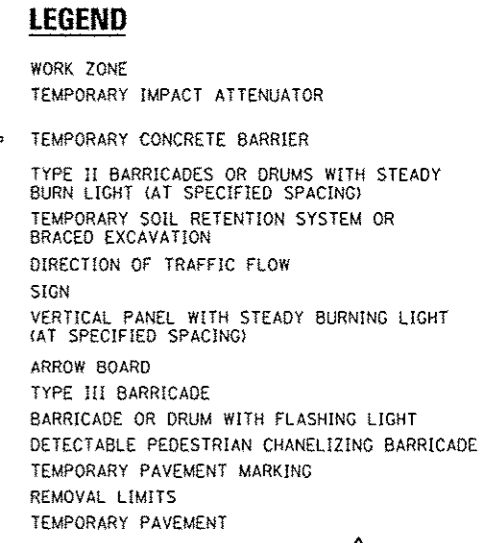 LEGEND
WORK ZONE
TEMPORARY IMPACT ATTENUATOR
TEMPORARY CONCRETE BARRIER
TYPE II BARRICADES OR DRUMS WITH STEADY
BURN LIGHT (AT SPECIFIED SPACING)
TEMPORARY SOIL RETENTION SYSTEM OR
BRACED EXCAVATION
DIRECTION OF TRAFFIC FLOW
SIGN
VERTICAL PANEL WITH STEADY BURNING LIGHT
(AT SPECIFIED SPACING)
ARROW BOARD
TYPE III BARRICADE
BARRICADE OR DRUM WITH FLASHING LIGHT
DETECTABLE PEDESTRIAN CHANELIZING BARRICADE
TEMPORARY PAVEMENT MARKING
REMOVAL LIMITS
TEMPORARY PAVEMENT